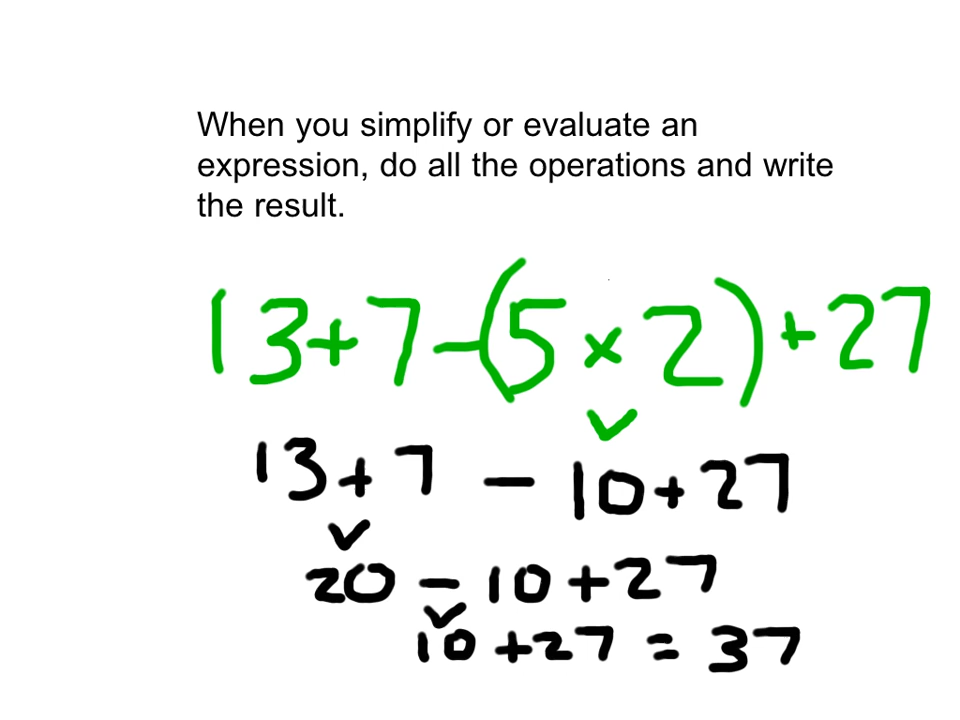 When you simplify or evaluate an
expression, do all the operations and write
the result.
13+7-(5×2)+27
13+7 - 10+27
20 - 10+27
10+27 = 37